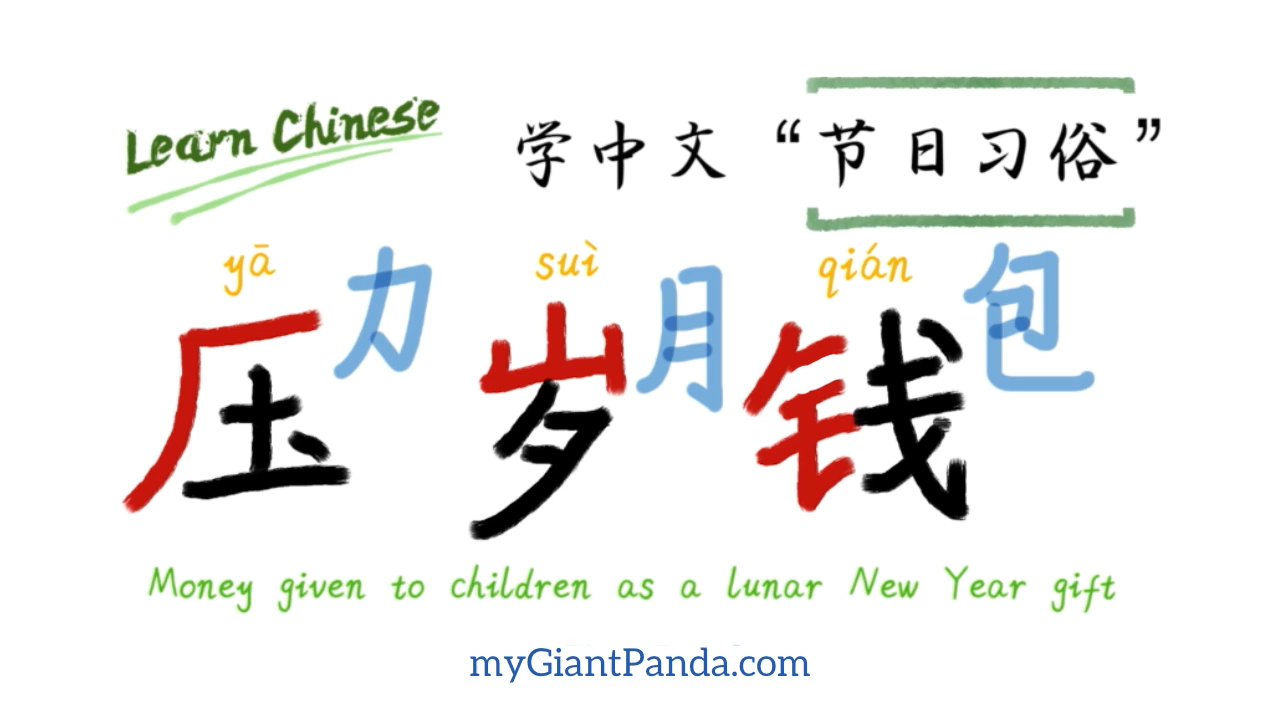 Learn Chinese
学中文“节日习俗”
yā suì qián
压力 岁月 钱包
Money given to children as a lunar New Year gift
myGiantPanda.com